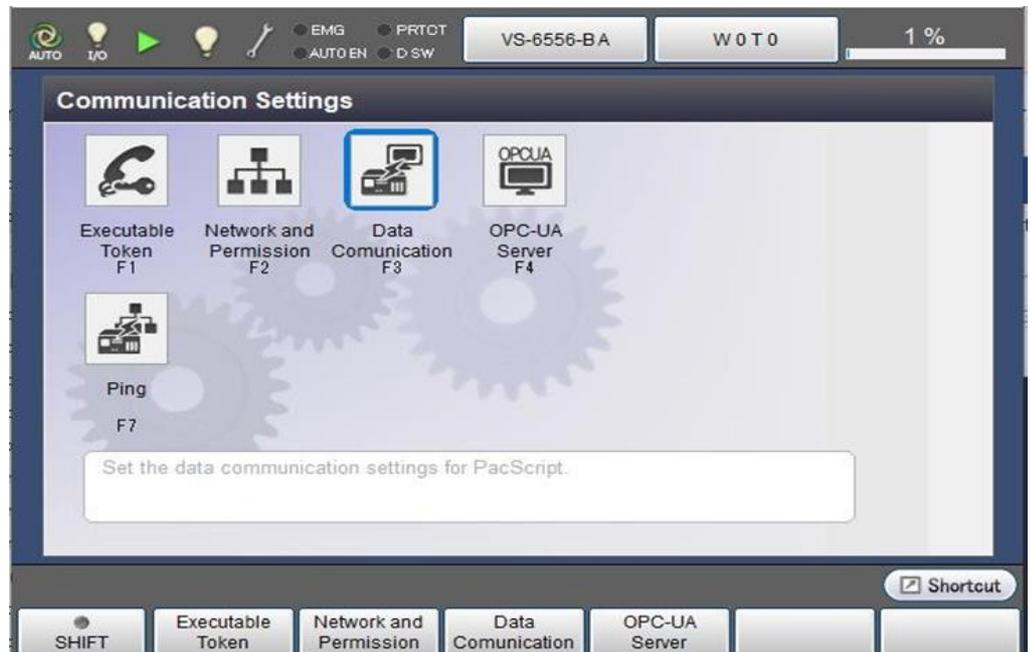 AUTO
I/O
EMG
PRTCT
AUTO EN
D SW
VS-6556-BA
W 0 T 0
1 %
Communication Settings
OPCUA
Executable
Token
F1
Network and
Permission
F2
Data
Comunication
F3
OPC-UA
Server
F4
Ping
F7
Set the data communication settings for PacScript.
Shortcut
SHIFT
Executable
Token
Network and
Permission
Data
Comunication
OPC-UA
Server